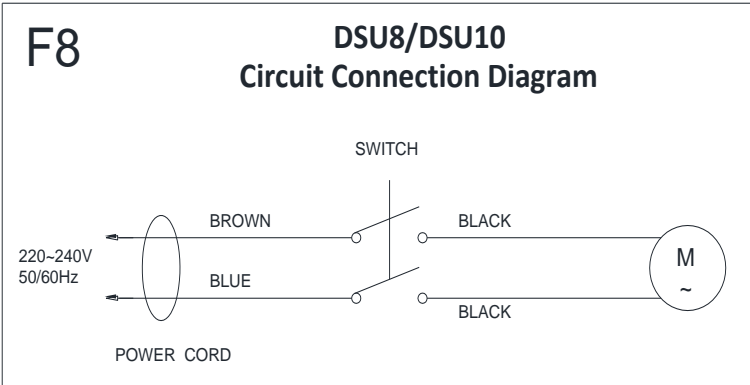 F8
DSU8/DSU10
Circuit Connection Diagram
SWITCH
BROWN
BLACK
220~240V
50/60Hz
BLUE
M
~
BLACK
POWER CORD